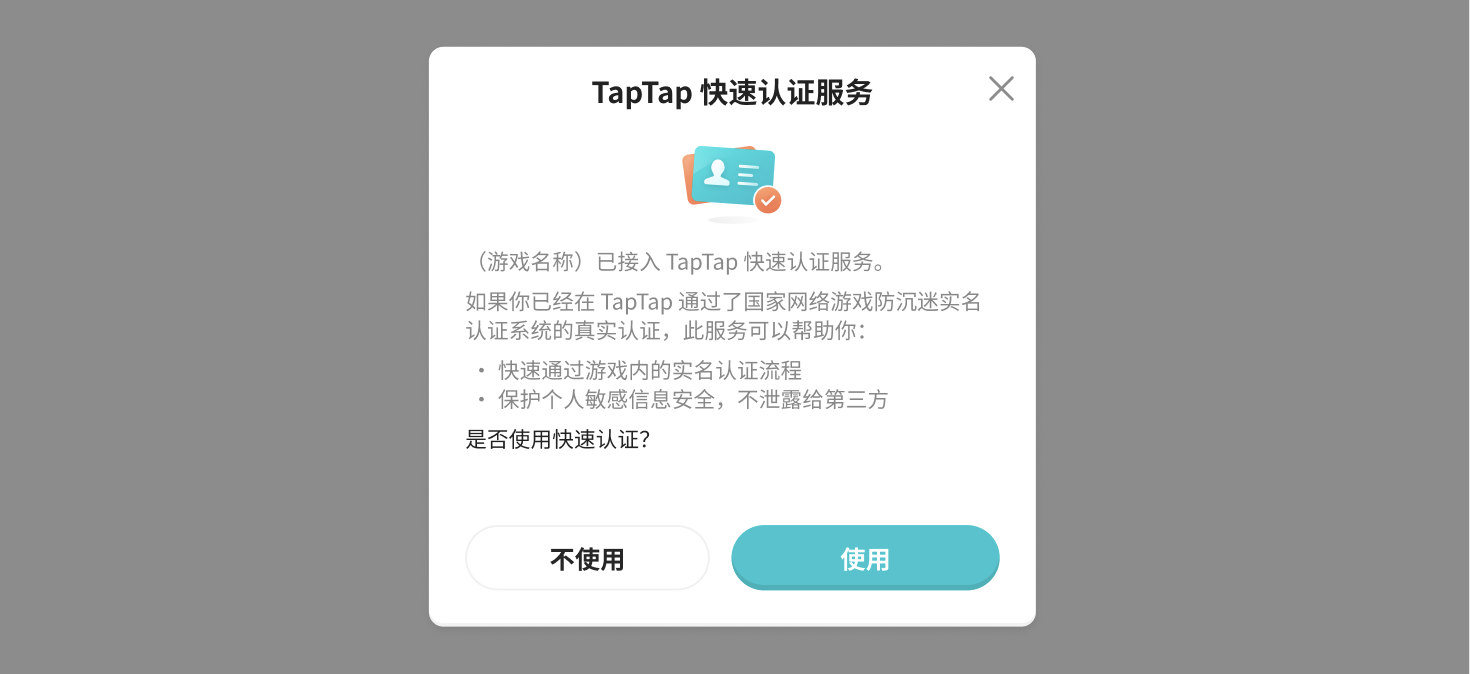 TapTap 快速认证服务
（游戏名称）已接入 TapTap 快速认证服务。
如果你已经在 TapTap 通过了国家网络游戏防沉迷实名
认证系统的真实认证，此服务可以帮助你：
• 快速通过游戏内的实名认证流程
• 保护个人敏感信息安全，不泄露给第三方
是否使用快速认证？
不使用
使用